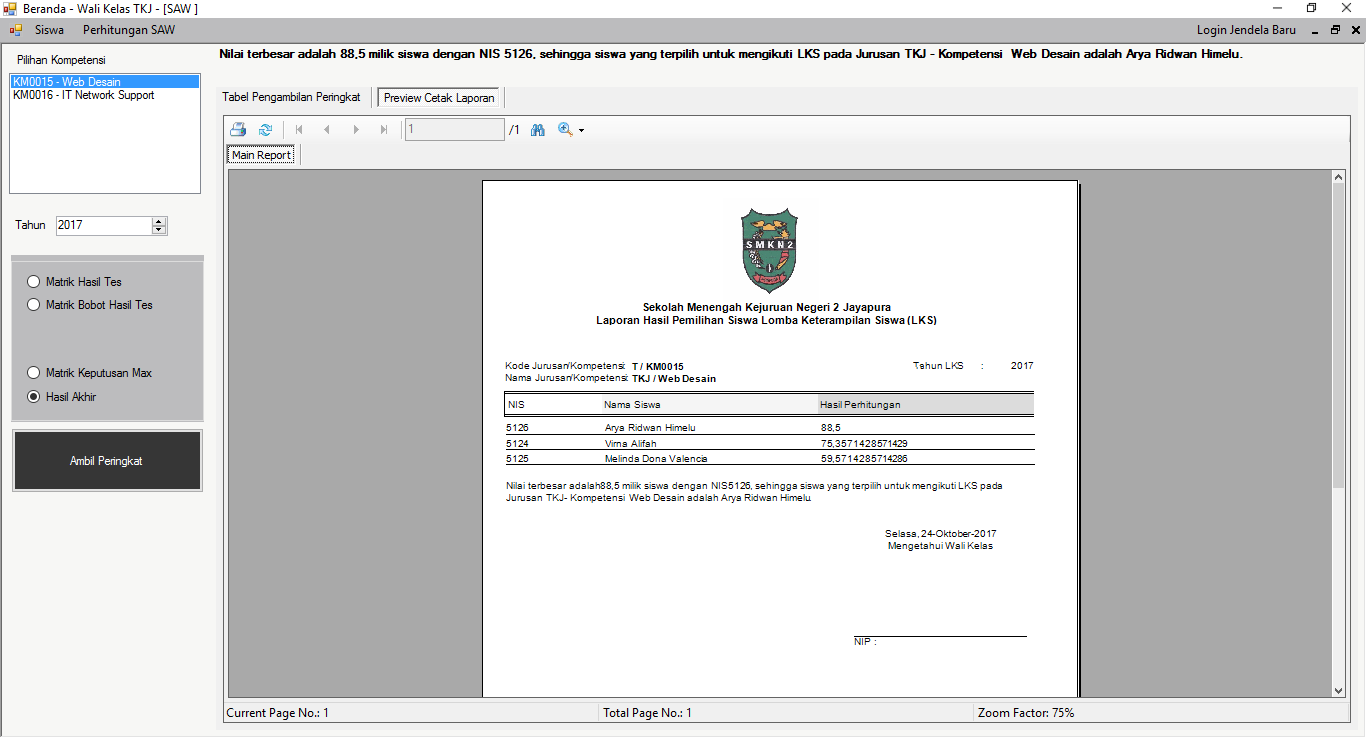 Beranda - Wali Kelas TKJ - [SAW ]
Siswa Perhitungan SAW Login Jendela Baru
Pilihan Kompetensi
KM0015 - Web Desain
KM0016 - IT Network Support
Tahun 2017
Matrik Hasil Tes
Matrik Bobot Hasil Tes
Matrik Keputusan Max
Hasil Akhir
Ambil Peringkat
Nilai terbesar adalah 88,5 milik siswa dengan NIS 5126, sehingga siswa yang terpilih untuk mengikuti LKS pada Jurusan TKJ - Kompetensi Web Desain adalah Arya Ridwan Himelu.
Tabel Pengambilan Peringkat Preview Cetak Laporan
1 /1
Main Report
SMKN2
Sekolah Menengah Kejuruan Negeri 2 Jayapura
Laporan Hasil Pemilihan Siswa Lomba Keterampilan Siswa (LKS)
Kode Jurusan/Kompetensi: T / KM0015 Tahun LKS : 2017
Nama Jurusan/Kompetensi: TKJ / Web Desain
NIS Nama Siswa Hasil Perhitungan
5126 Arya Ridwan Himelu 88,5
5124 Virna Alifah 75,3571428571429
5125 Melinda Dona Valencia 59,5714285714286
Nilai terbesar adalah88,5 milik siswa dengan NIS5126, sehingga siswa yang terpilih untuk mengikuti LKS pada
Jurusan TKJ- Kompetensi Web Desain adalah Arya Ridwan Himelu.
Selasa, 24-Oktober-2017
Mengetahui Wali Kelas
NIP :
Current Page No.: 1 Total Page No.: 1 Zoom Factor: 75%